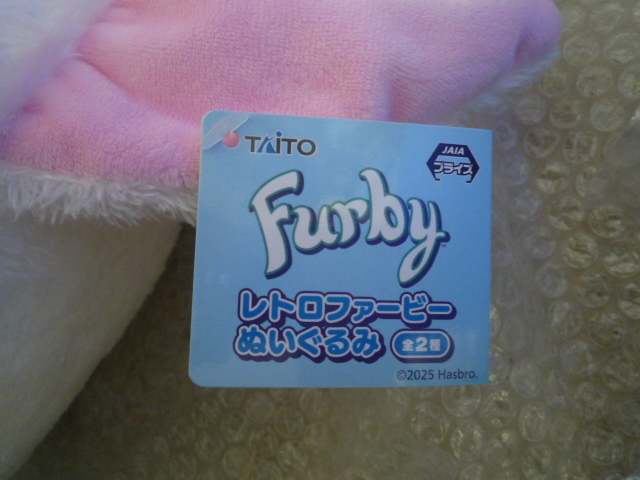 TAITO
JAIA
プライズ
Furby
レトロファービー
ぬいぐるみ 全2種
©2025 Hasbro.